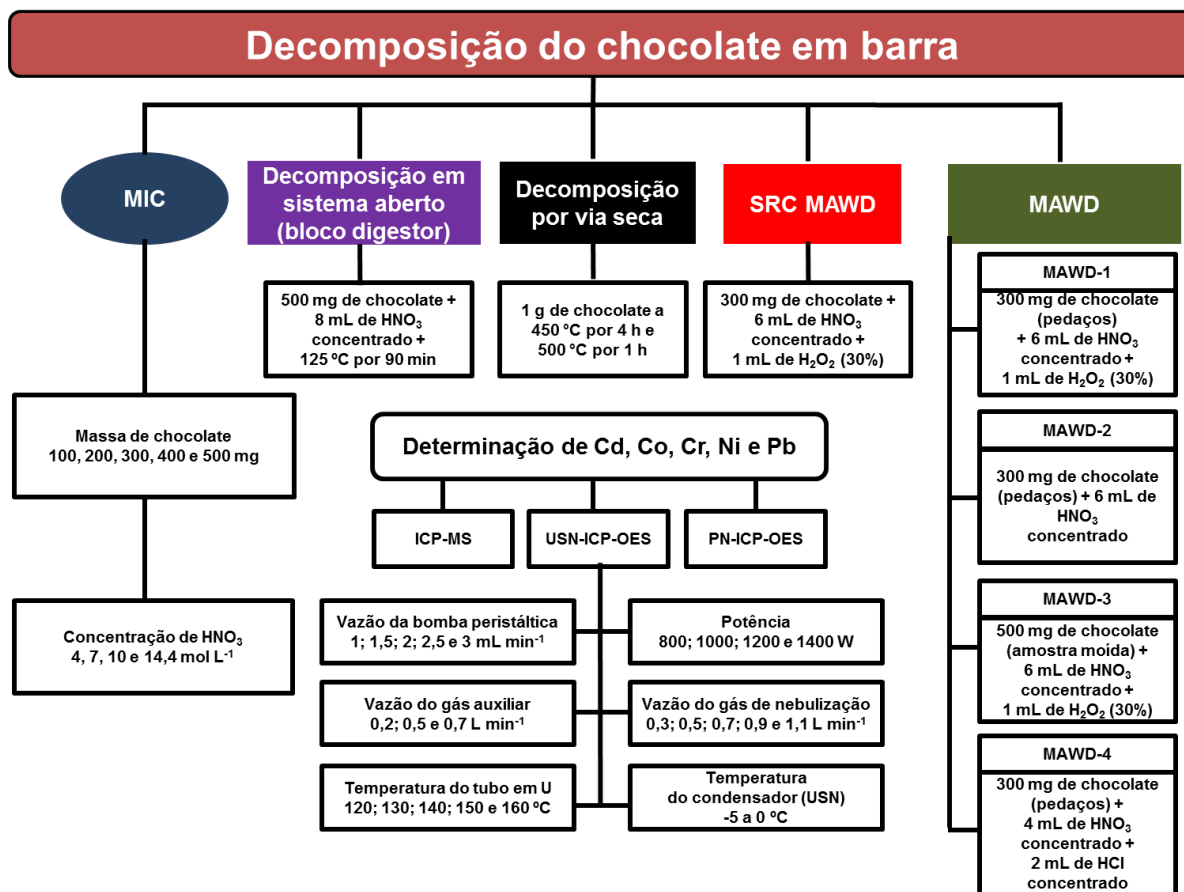 Decomposição do chocolate em barra
MIC
Decomposição em
sistema aberto
(bloco digestor)
Decomposição
por via seca
SRC MAWD
MAWD
500 mg de chocolate +
8 mL de HNO₃
concentrado +
125 ºC por 90 min
1 g de chocolate a
450 ºC por 4 h e
500 ºC por 1 h
300 mg de chocolate +
6 mL de HNO₃
concentrado +
1 mL de H₂O₂ (30%)
MAWD-1
300 mg de chocolate
(pedaços)
+ 6 mL de HNO₃
concentrado +
1 mL de H₂O₂ (30%)
Massa de chocolate
100, 200, 300, 400 e 500 mg
Concentração de HNO₃
4, 7, 10 e 14,4 mol L⁻¹
Determinação de Cd, Co, Cr, Ni e Pb
ICP-MS
USN-ICP-OES
PN-ICP-OES
Vazão da bomba peristáltica
1; 1,5; 2; 2,5 e 3 mL min⁻¹
Potência
800; 1000; 1200 e 1400 W
Vazão do gás auxiliar
0,2; 0,5 e 0,7 L min⁻¹
Vazão do gás de nebulização
0,3; 0,5; 0,7; 0,9 e 1,1 L min⁻¹
Temperatura do tubo em U
120; 130; 140; 150 e 160 ºC
Temperatura
do condensador (USN)
-5 a 0 ºC
MAWD-2
300 mg de chocolate
(pedaços) + 6 mL de
HNO₃
concentrado
MAWD-3
500 mg de chocolate
(amostra moída) +
6 mL de HNO₃
concentrado +
1 mL de H₂O₂ (30%)
MAWD-4
300 mg de chocolate
(pedaços) +
4 mL de HNO₃
concentrado +
2 mL de HCl
concentrado